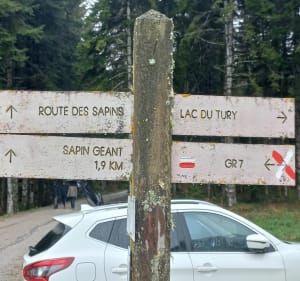 ROUTE DES SAPINS
LAC DU TURY
SAPIN GEANT
1,9 KM
GR7